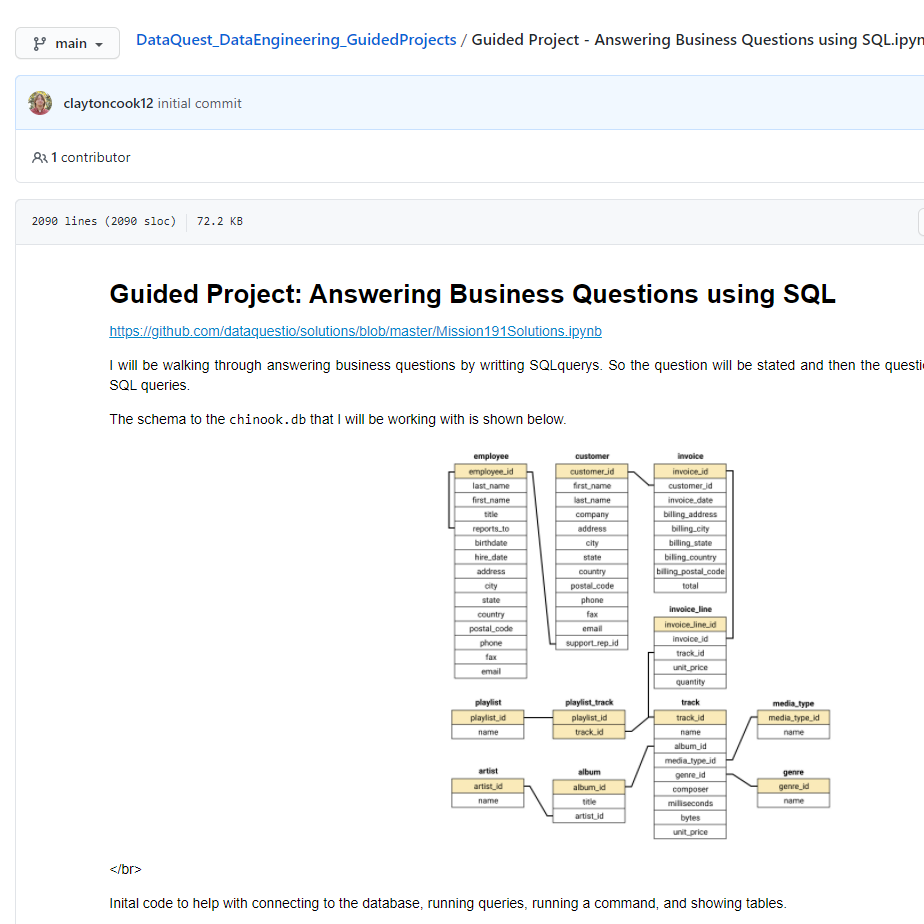 main
DataQuest_DataEngineering_GuidedProjects / Guided Project - Answering Business Questions using SQL.ipyn
claytoncook12 initial commit
1 contributor
2090 lines (2090 sloc) 72.2 KB
Guided Project: Answering Business Questions using SQL
https://github.com/dataquestio/solutions/blob/master/Mission191Solutions.ipynb
I will be walking through answering business questions by writting SQLquerys. So the question will be stated and then the questi
SQL queries.
The schema to the chinook.db that I will be working with is shown below.
employee
employee_id
last_name
first_name
title
reports_to
birthdate
hire_date
address
city
state
country
postal_code
phone
fax
email
customer
customer_id
first_name
last_name
company
address
city
state
country
postal_code
phone
fax
email
support_rep_id
invoice
invoice_id
customer_id
invoice_date
billing_address
billing_city
billing_state
billing_country
billing_postal_code
total
invoice_line
invoice_line_id
invoice_id
track_id
unit_price
quantity
playlist
playlist_id
name
playlist_track
playlist_id
track_id
track
track_id
name
album_id
media_type_id
genre_id
composer
milliseconds
bytes
unit_price
media_type
media_type_id
name
artist
artist_id
name
album
album_id
title
artist_id
genre
genre_id
name
</br>
Inital code to help with connecting to the database, running queries, running a command, and showing tables.